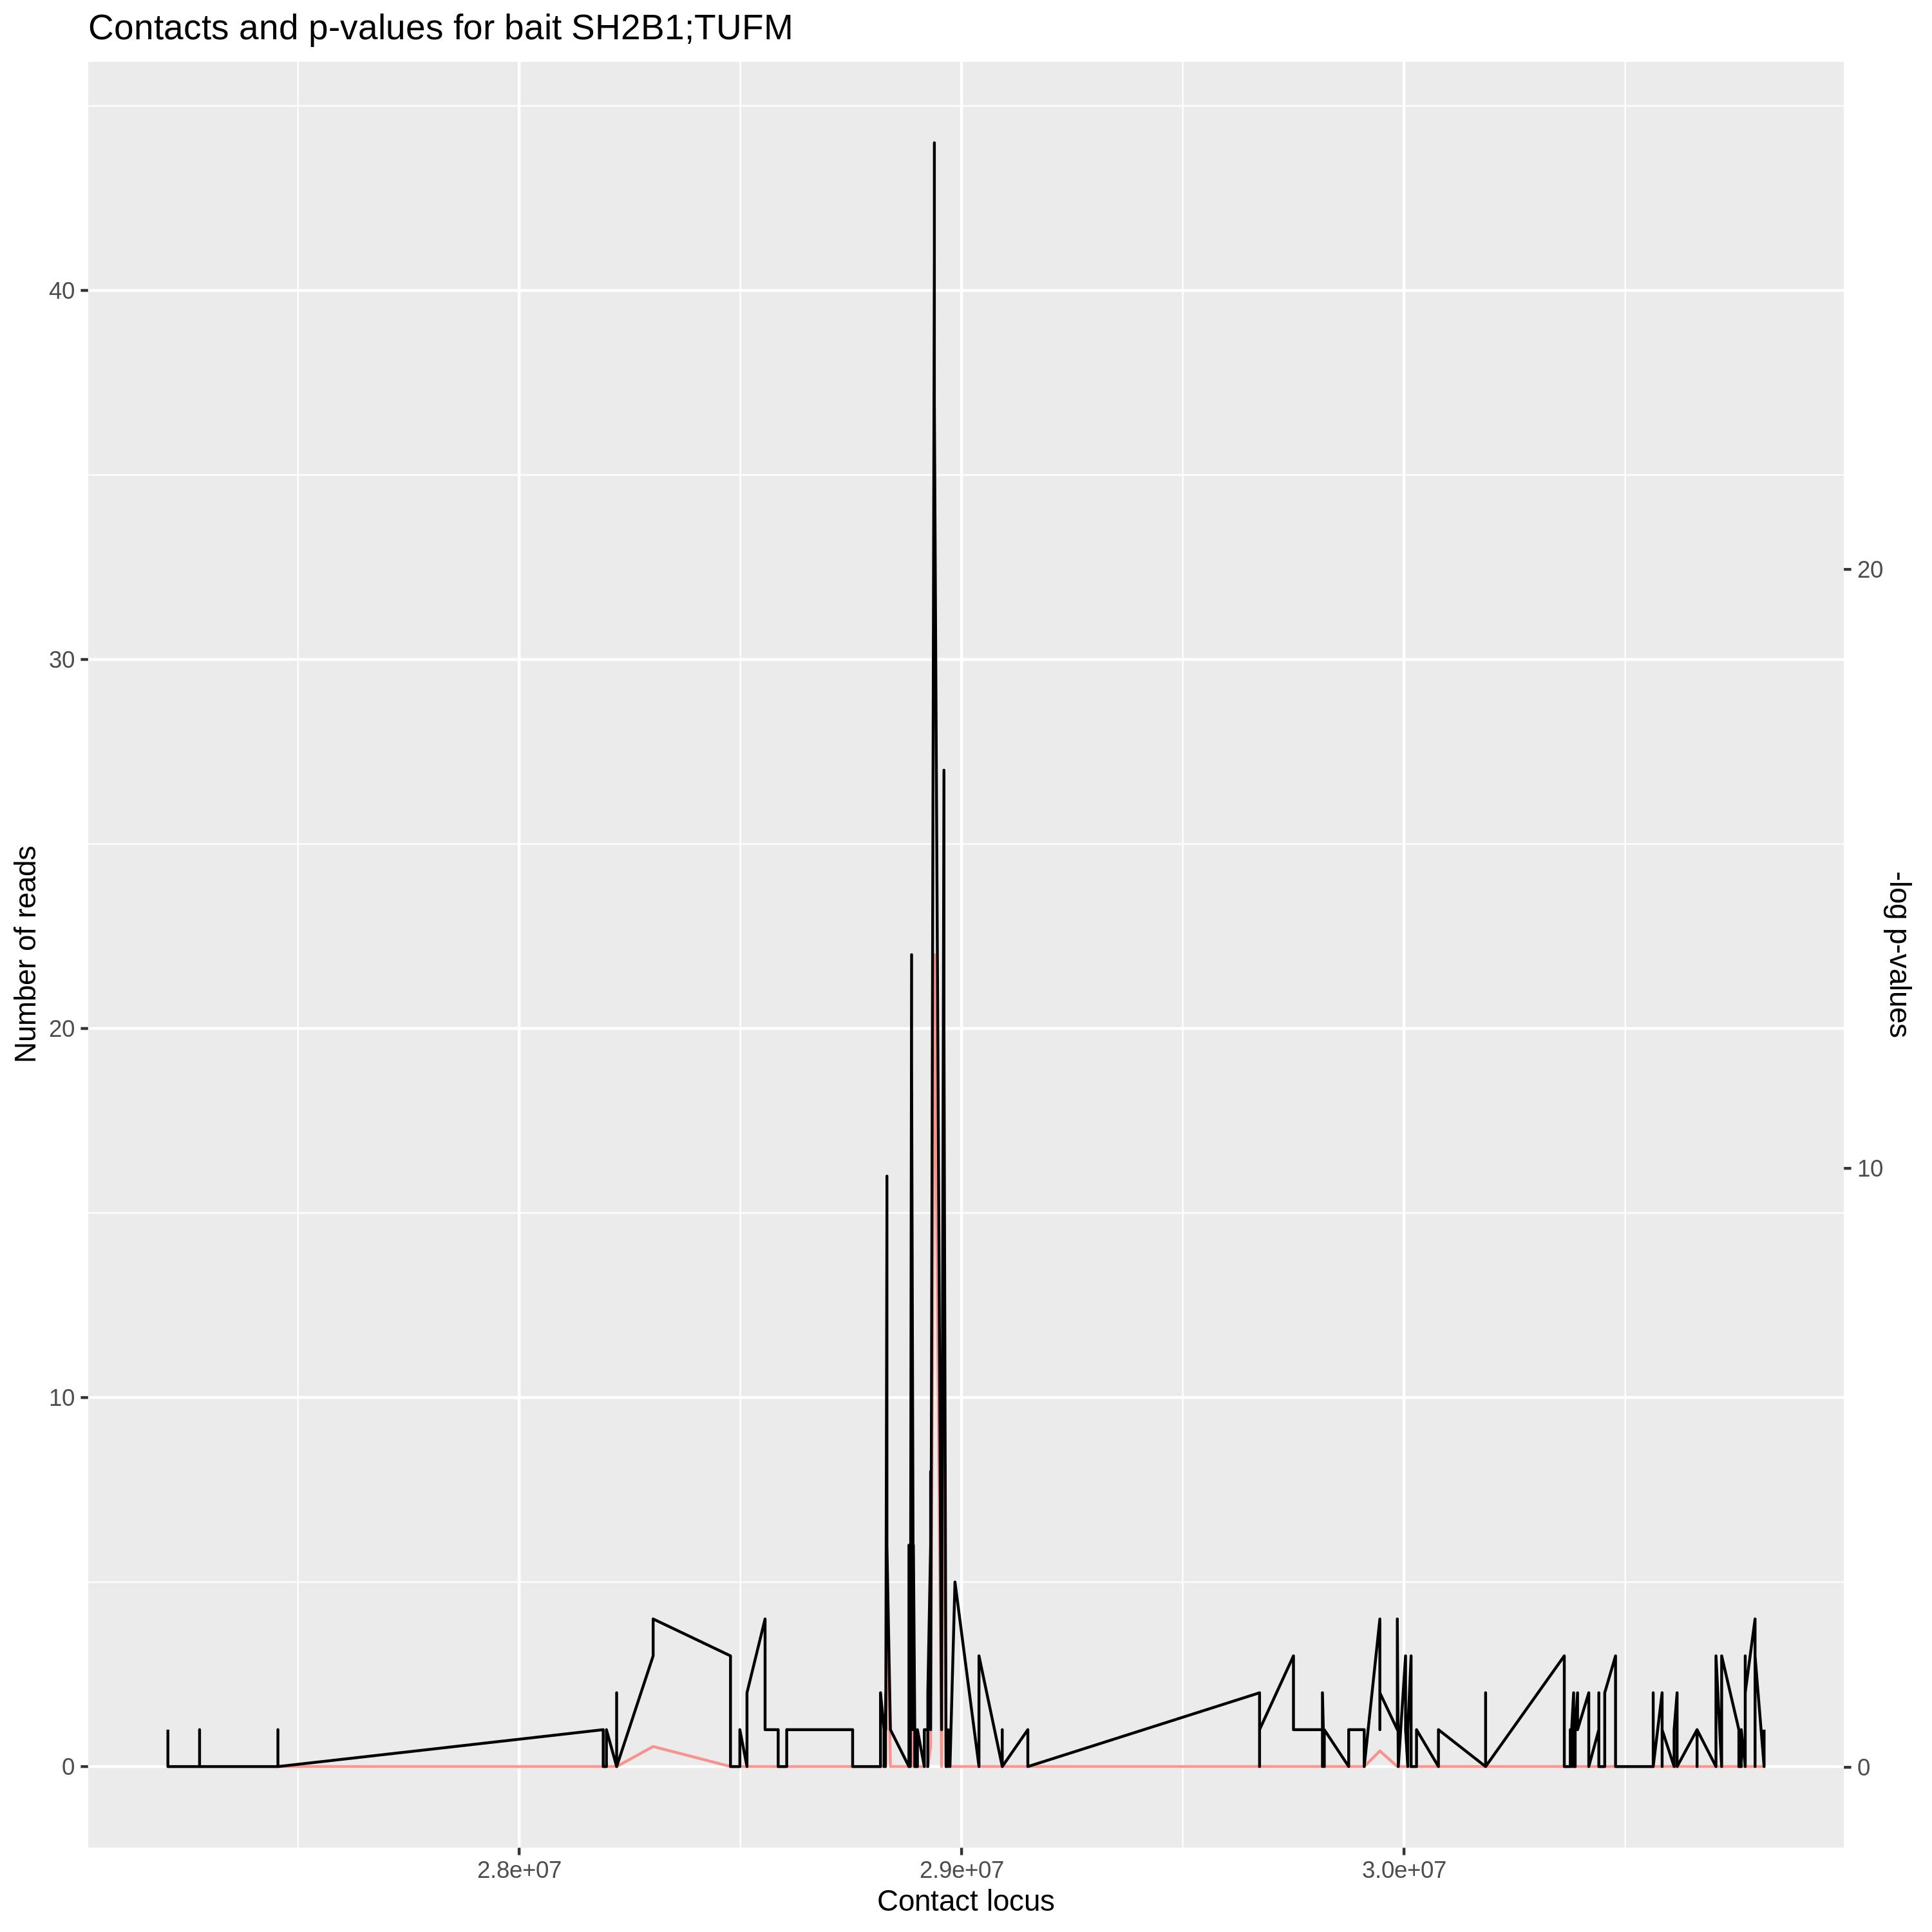 Contacts and p-values for bait SH2B1;TUFM
Number of reads
40
30
20
10
0
20
10
0
-log p-values
2.8e+07
2.9e+07
3.0e+07
Contact locus